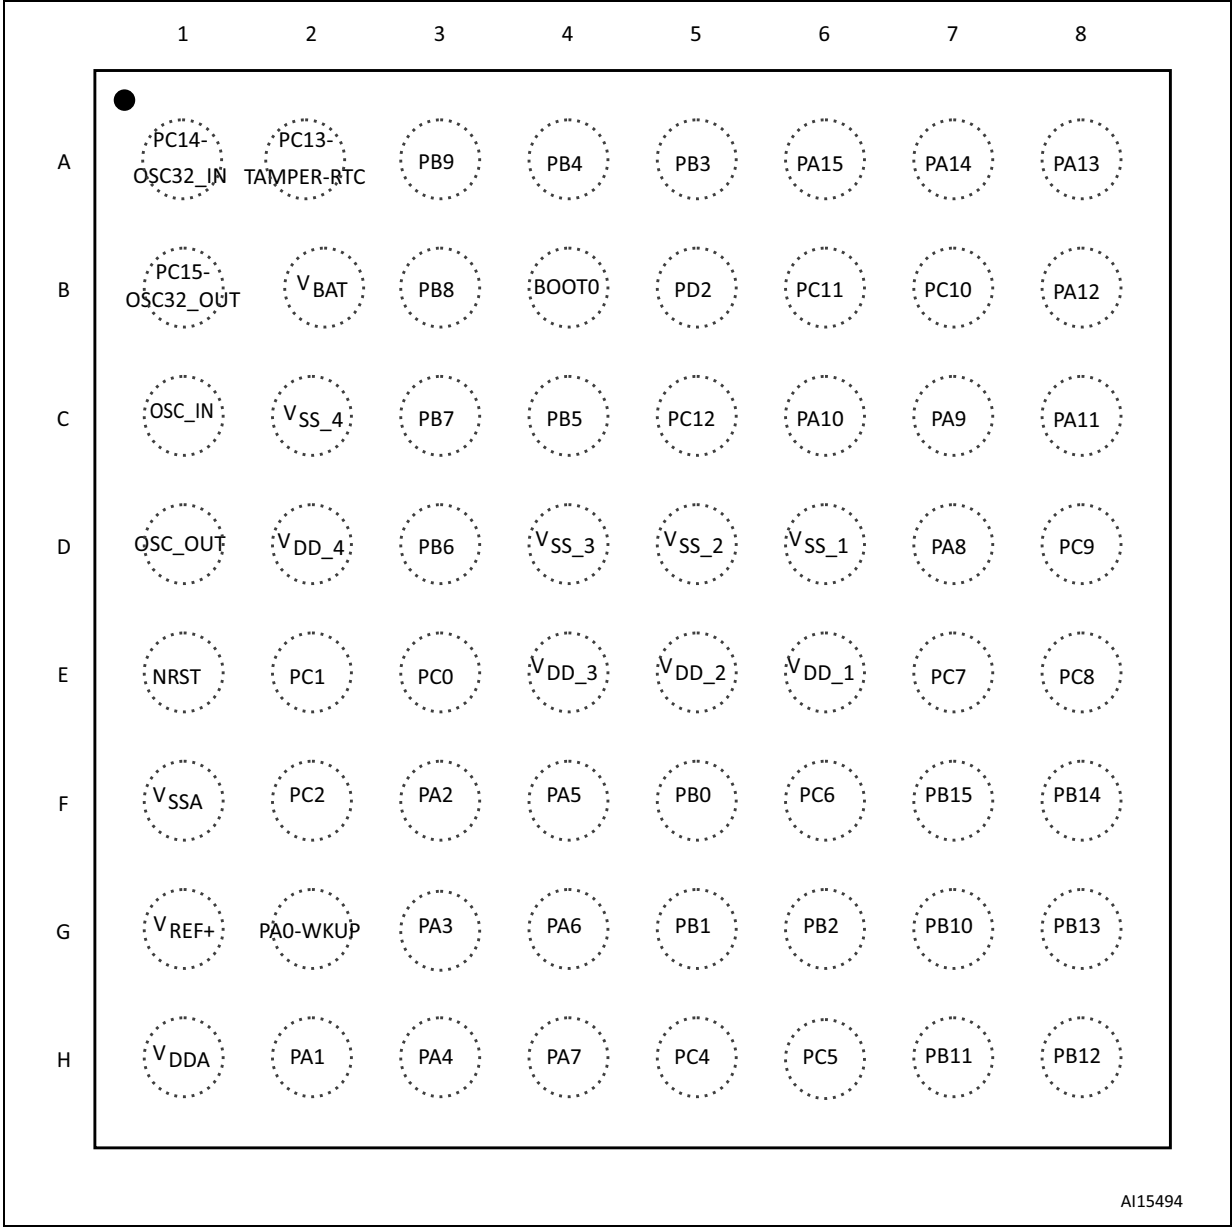 1 2 3 4 5 6 7 8
A PC14-OSC32_IN PC13-TAMPER-RTC PB9 PB4 PB3 PA15 PA14 PA13
B PC15-OSC32_OUT VBAT PB8 BOOT0 PD2 PC11 PC10 PA12
C OSC_IN VSS_4 PB7 PB5 PC12 PA10 PA9 PA11
D OSC_OUT VDD_4 PB6 VSS_3 VSS_2 VSS_1 PA8 PC9
E NRST PC1 PC0 VDD_3 VDD_2 VDD_1 PC7 PC8
F VSSA PC2 PA2 PA5 PB0 PC6 PB15 PB14
G VREF+ PA0-WKUP PA3 PA6 PB1 PB2 PB10 PB13
H VDDA PA1 PA4 PA7 PC4 PC5 PB11 PB12
AI15494